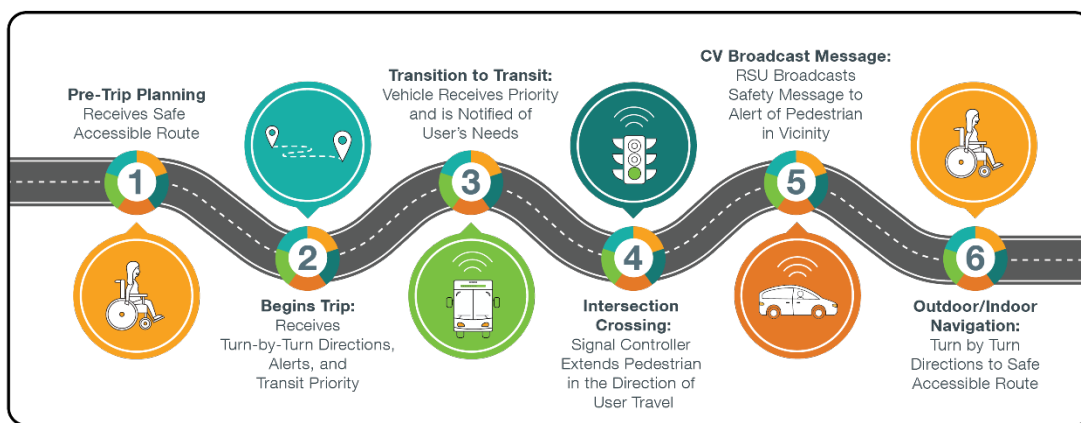 1
Pre-Trip Planning
Receives Safe
Accessible Route
2
Begins Trip:
Receives
Turn-by-Turn Directions,
Alerts, and
Transit Priority
3
Transition to Transit:
Vehicle Receives Priority
and is Notified of
User's Needs
4
Intersection
Crossing:
Signal Controller
Extends Pedestrian
in the Direction of
User Travel
5
CV Broadcast Message:
RSU Broadcasts
Safety Message to
Alert of Pedestrian
in Vicinity
6
Outdoor/Indoor
Navigation:
Turn by Turn
Directions to Safe
Accessible Route